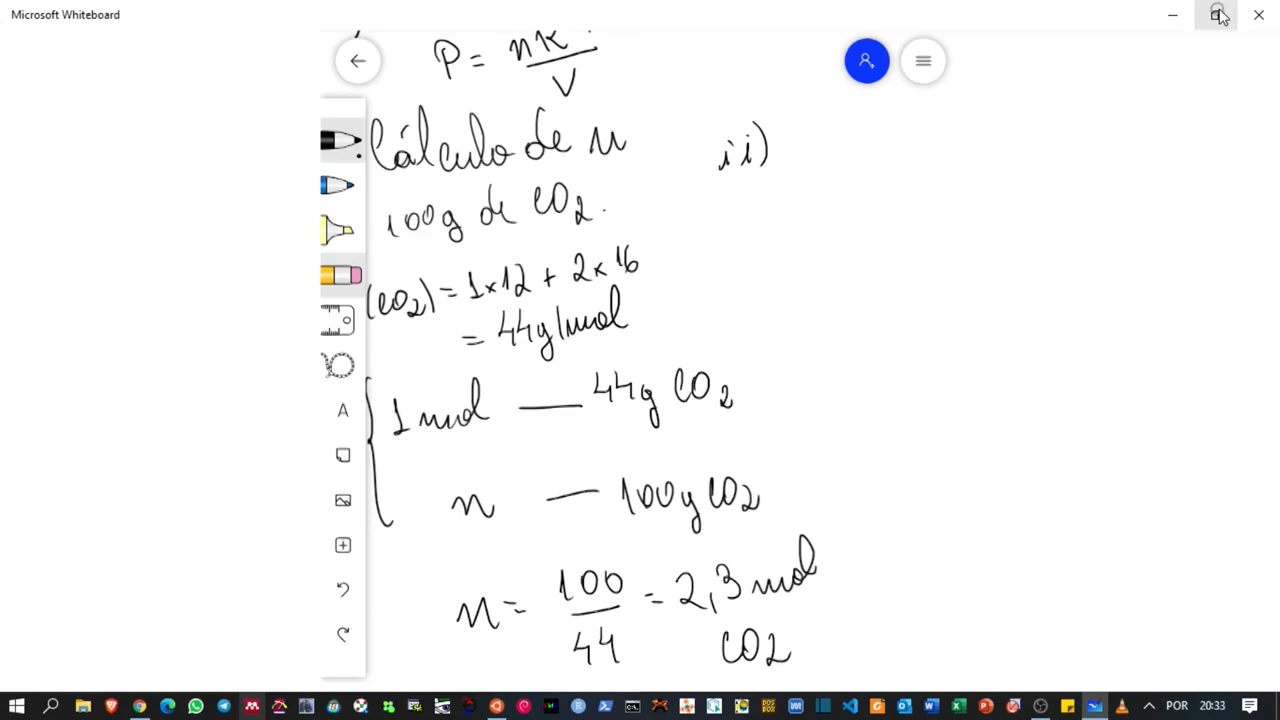 Microsoft Whiteboard
P = nR
V
Cálculo de n
ii)
100g de CO2.
(CO2) = 1×12 + 2×16
= 44g/mol
1 mol — 44g CO2
n — 100g CO2
n = 100 = 2,3 mol
44 CO2
A
POR 20:33